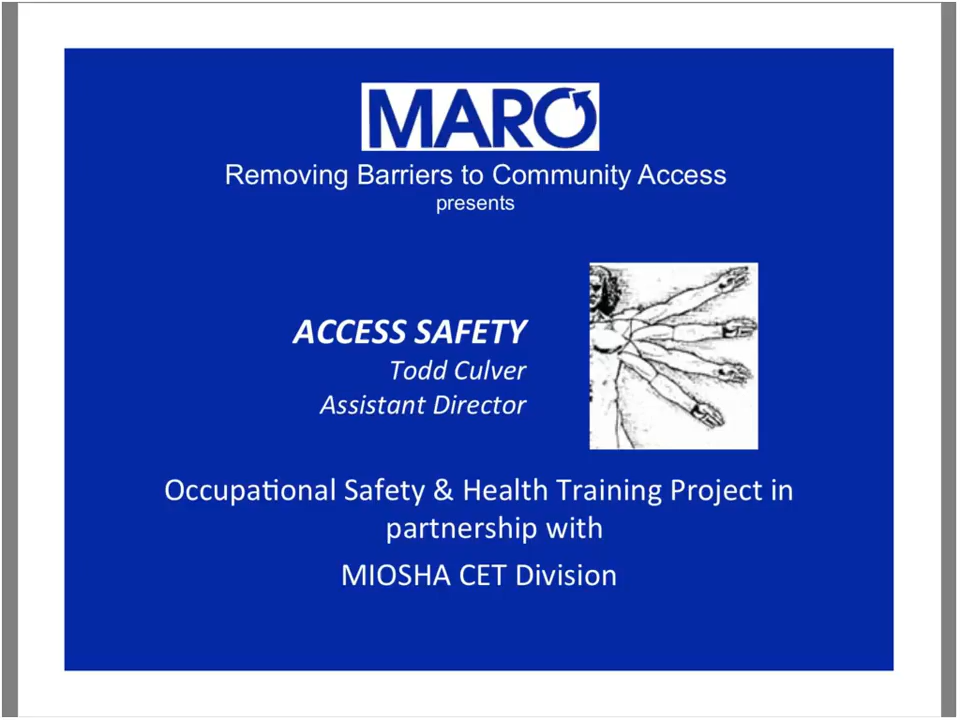 MARO
Removing Barriers to Community Access
presents
ACCESS SAFETY
Todd Culver
Assistant Director
Occupational Safety & Health Training Project in
partnership with
MIOSHA CET Division